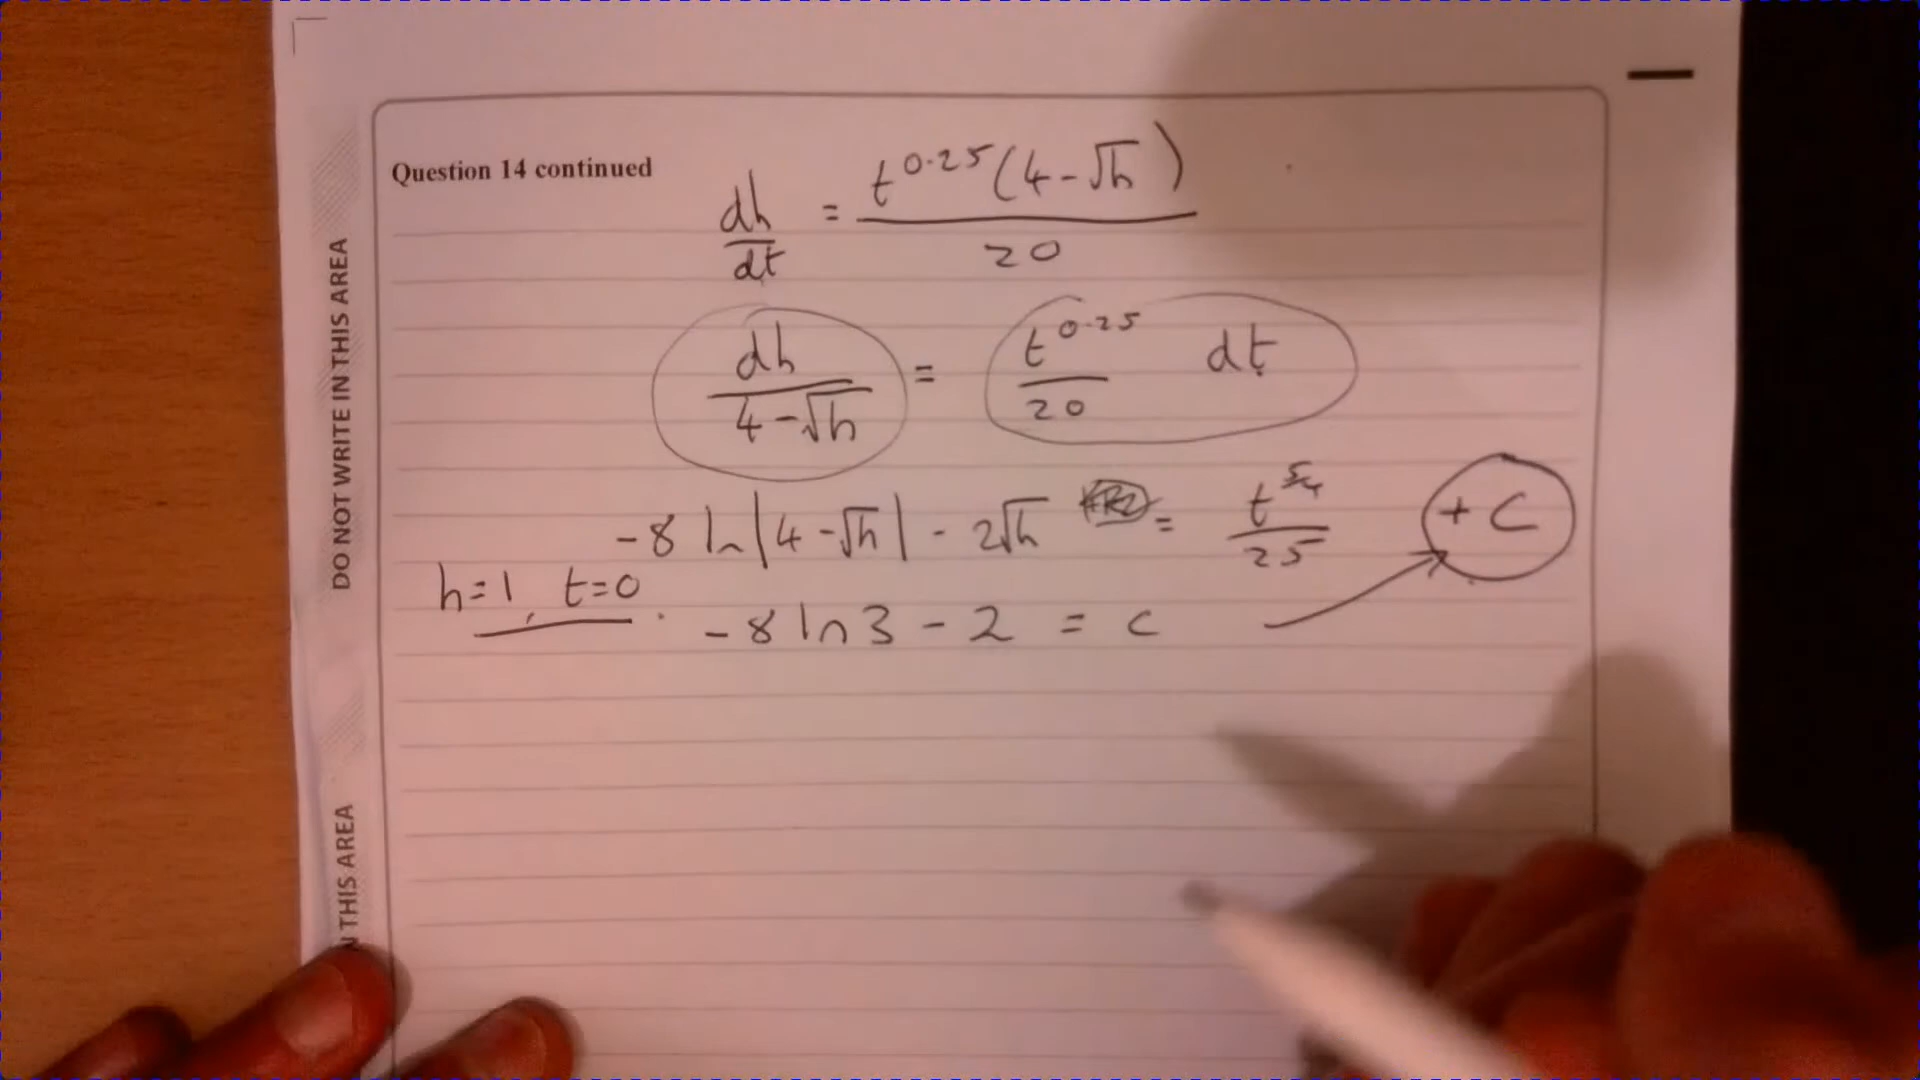 Question 14 continued
dh/dt = t^0.25(4-√h)/20
dh/(4-√h) = t^0.25/20 dt
-8 ln|4-√h| - 2√h = t^5/4/25 + C
h=1, t=0
-8 ln3 - 2 = c
DO NOT WRITE IN THIS AREA
THIS AREA